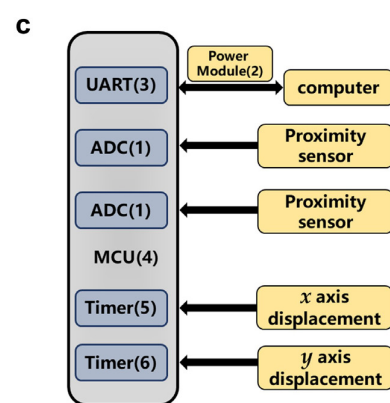 c
Power
Module(2)
UART(3)
computer
ADC(1)
Proximity
sensor
ADC(1)
Proximity
sensor
MCU(4)
Timer(5)
x axis
displacement
Timer(6)
y axis
displacement